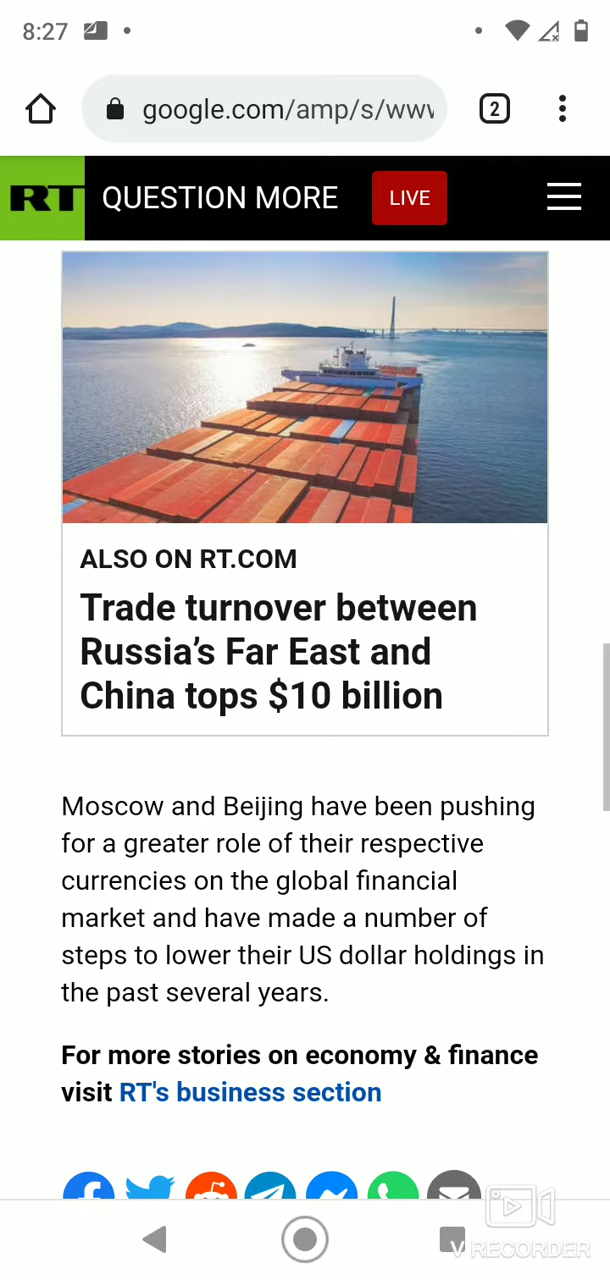 8:27
google.com/amp/s/www
2
RT QUESTION MORE LIVE
ALSO ON RT.COM
Trade turnover between
Russia’s Far East and
China tops $10 billion
Moscow and Beijing have been pushing
for a greater role of their respective
currencies on the global financial
market and have made a number of
steps to lower their US dollar holdings in
the past several years.
For more stories on economy & finance
visit RT's business section
V RECORDER